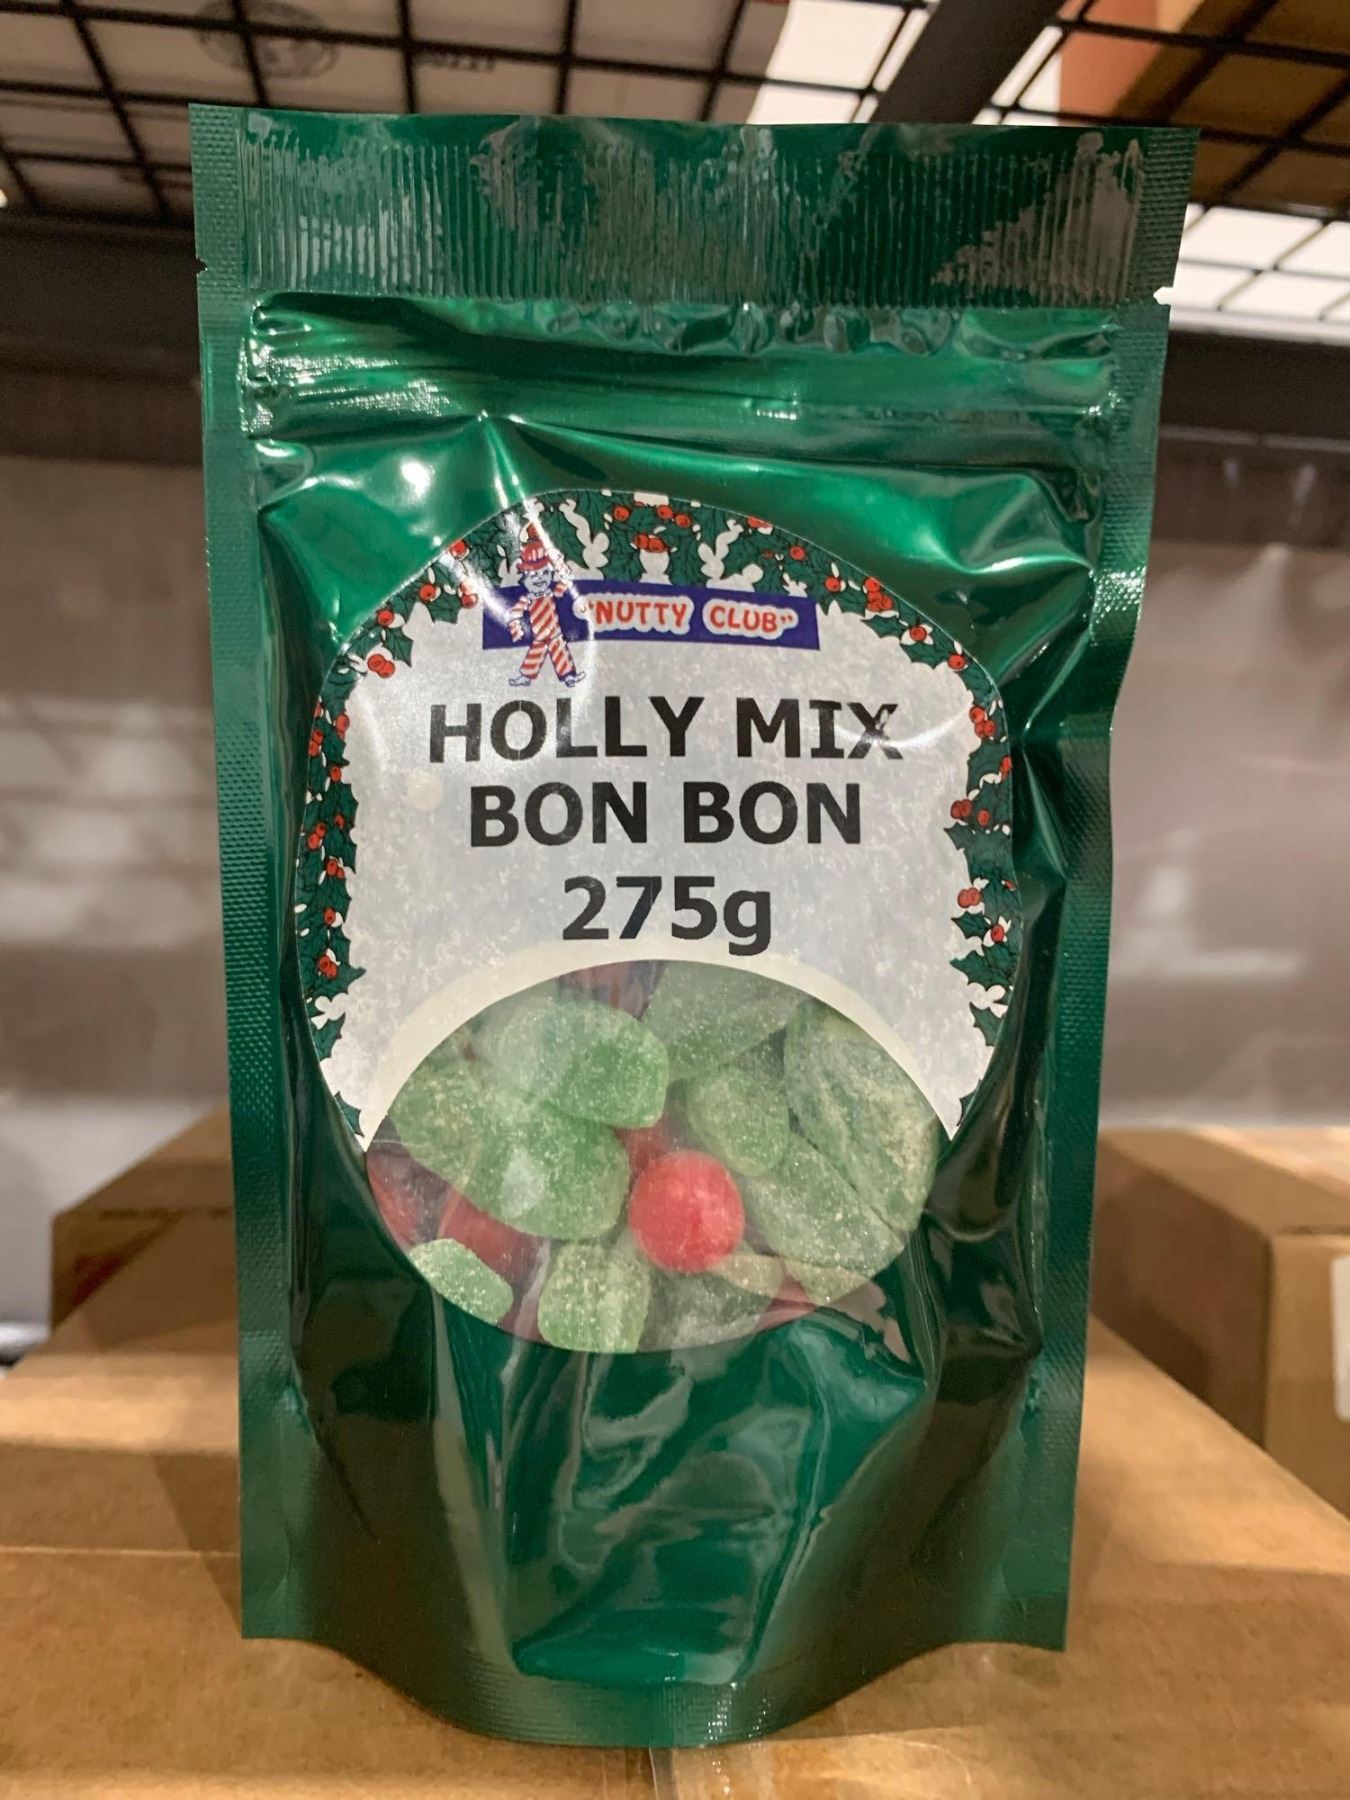 "NUTTY CLUB"
HOLLY MIX
BON BON
275g